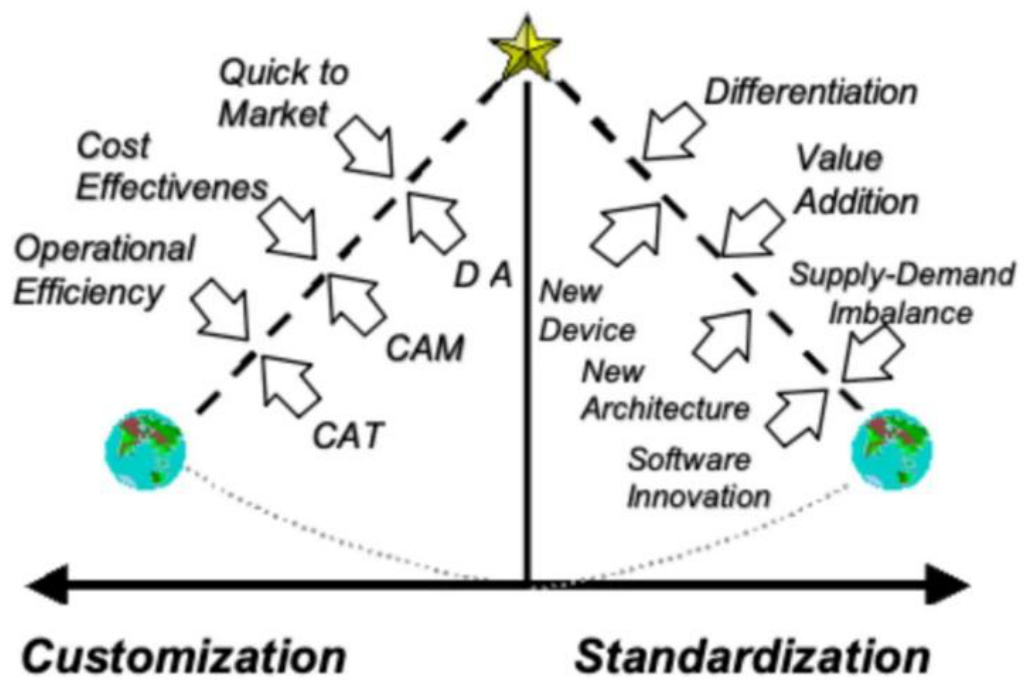 Quick to
Market
Differentiation
Cost
Effectivenes
Value
Addition
Operational
Efficiency
D A
New
Device
Supply-Demand
Imbalance
CAM
New
Architecture
CAT
Software
Innovation
Customization
Standardization